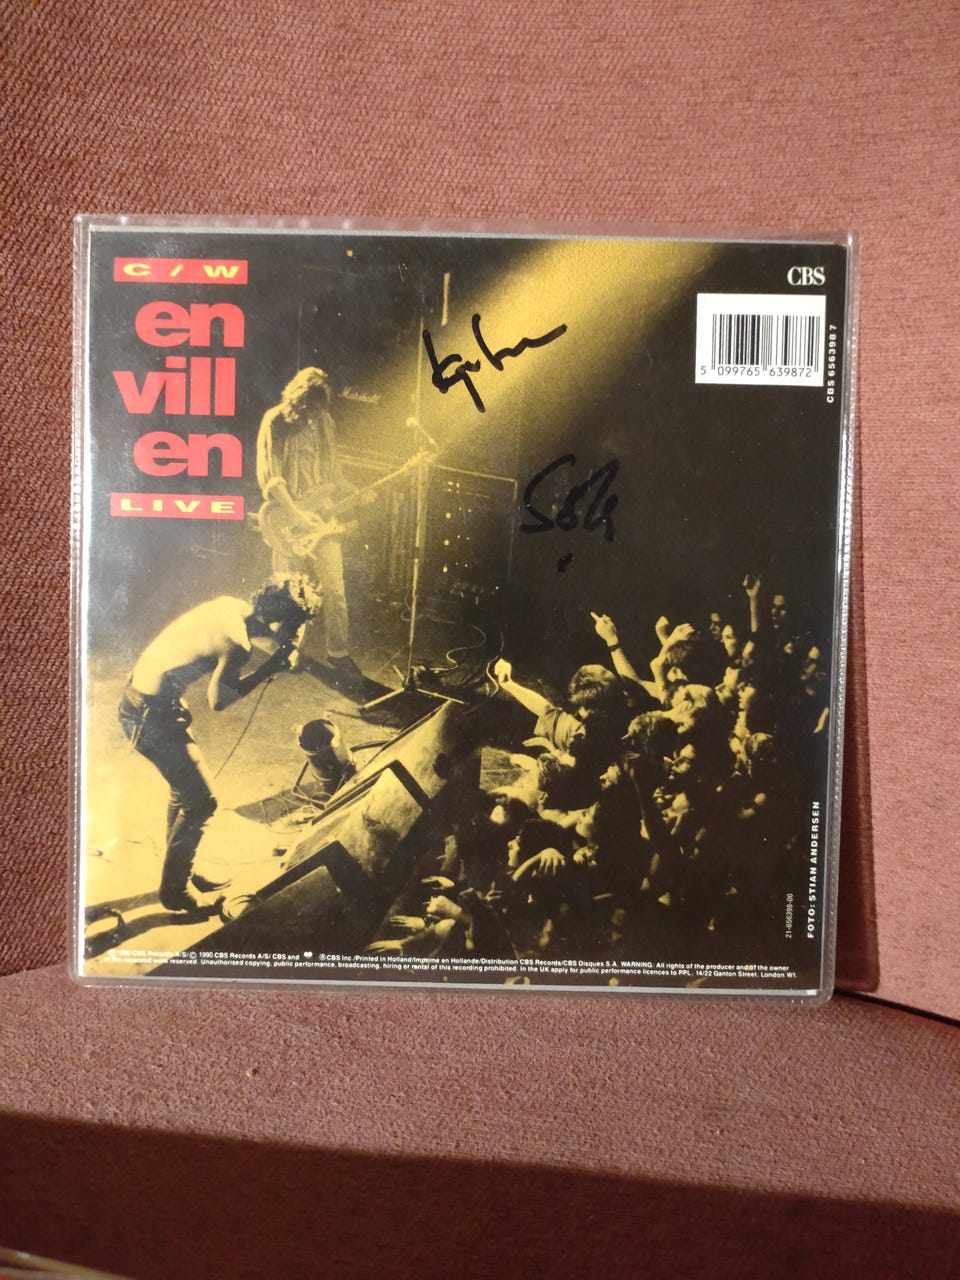 C/W
en
vill
en
LIVE
CBS
5 099765 639872
CBS 656398 7
Marshall
FOTO: STIAN ANDERSEN
21-656398-00
1990 CBS Records A/S/ © 1990 CBS Records A/S/ CBS and ℗ CBS Inc./Printed in Holland/Imprimé en Hollande/Distribution CBS Records/CBS Disques S.A. WARNING: All rights of the producer and of the owner
of the recorded work reserved. Unauthorised copying, public performance, broadcasting, hiring or rental of this recording prohibited. In the UK apply for public performance licences to PPL, 14/22 Ganton Street, London W1.